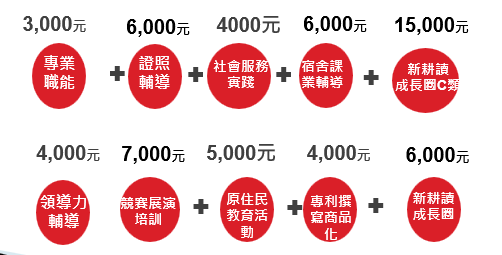 3,000元 6,000元 4000元 6,000元 15,000元
專業
職能
+
證照
輔導
+
社會服務
實踐
+
宿舍課
業輔導
+
新耕讀
成長圈C類
4,000元 7,000元 5,000元 4,000元 6,000元
領導力
輔導
競賽展演
培訓
+
原住民
教育活
動
+
專利撰
寫商品
化
+
新耕讀
成長圈